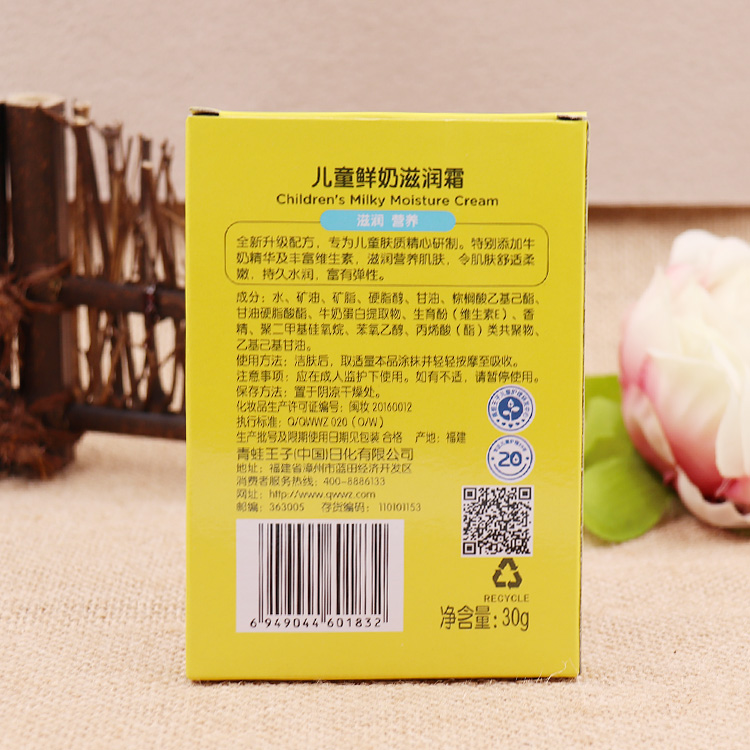 儿童鲜奶滋润霜
Children's Milky Moisture Cream
滋润 营养
全新升级配方，专为儿童肤质精心研制。特别添加牛
奶精华及丰富维生素，滋润营养肌肤，令肌肤舒适柔
嫩，持久水润，富有弹性。
成分：水、矿油、矿脂、硬脂醇、甘油、棕榈酸乙基己酯、
甘油硬脂酸酯、牛奶蛋白提取物、生育酚（维生素E）、香
精、聚二甲基硅氧烷、苯氧乙醇、丙烯酸（酯）类共聚物、
乙基己基甘油。
使用方法：洁肤后，取适量本品涂抹并轻轻按摩至吸收。
注意事项：应在成人监护下使用。如有不适，请暂停使用。
保存方法：置于阴凉干燥处。
化妆品生产许可证编号：闽妆 20160012
执行标准：Q/QWWZ 020 (O/W)
生产批号及限期使用日期见包装 合格 产地：福建
青蛙王子(中国)日化有限公司
地址：福建省漳州市蓝田经济开发区
消费者服务热线：400-8886133
网址：http://www.qwwz.com
邮编：363005 存货编码：110101153
20
RECYCLE
6 949044 601832
净含量:30g